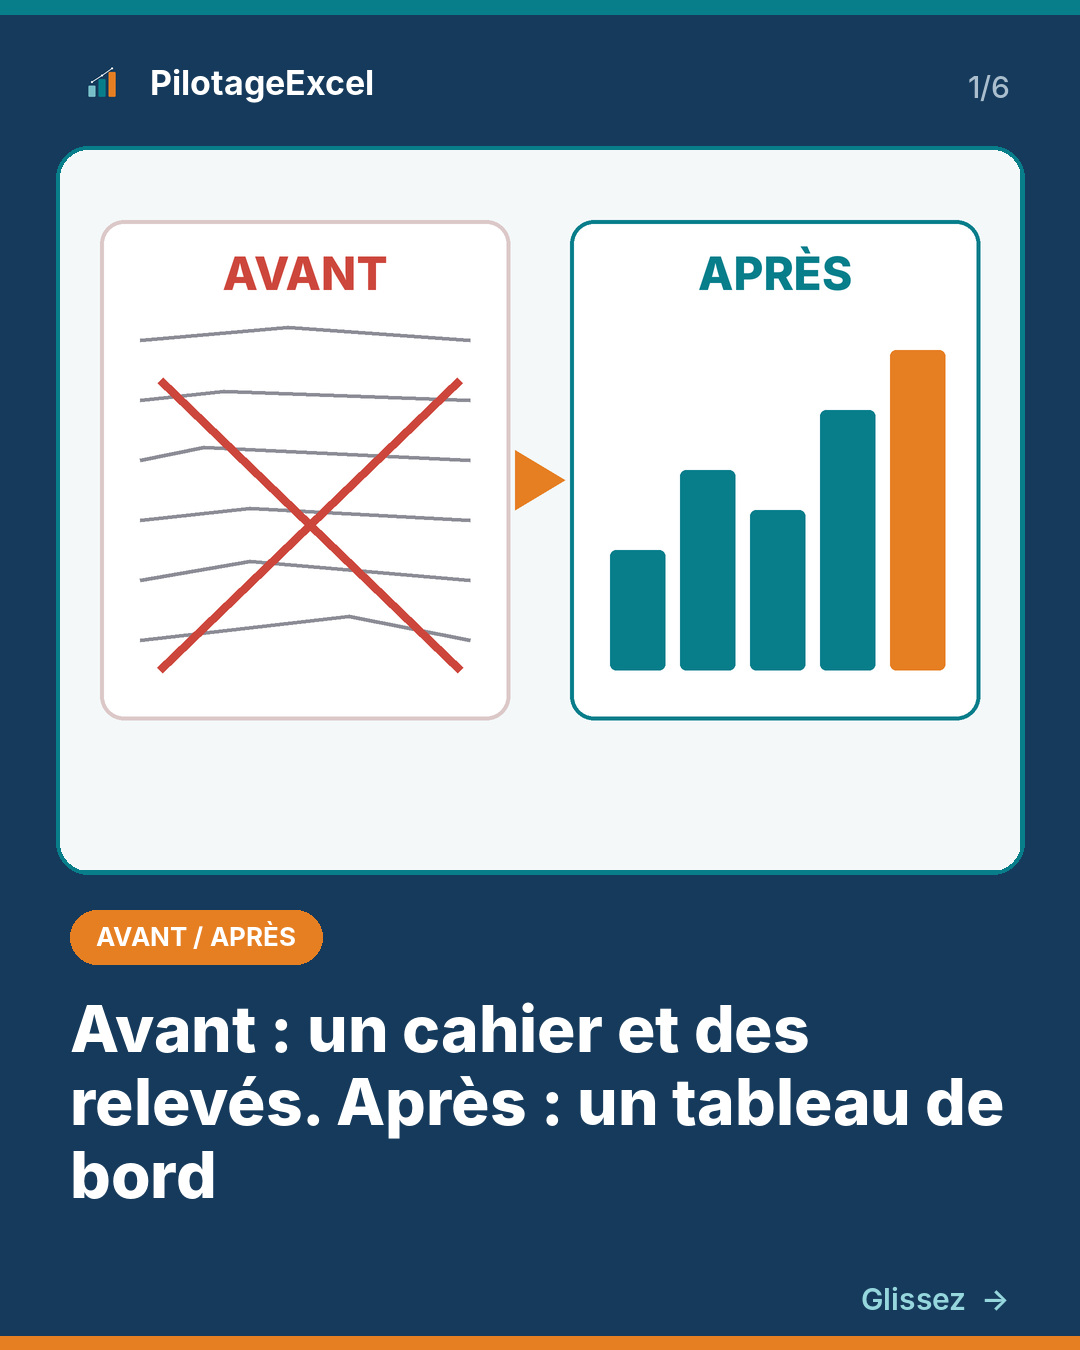 PilotageExcel
1/6
AVANT
APRÈS
AVANT / APRÈS
Avant : un cahier et des
relevés. Après : un tableau de
bord
Glissez →